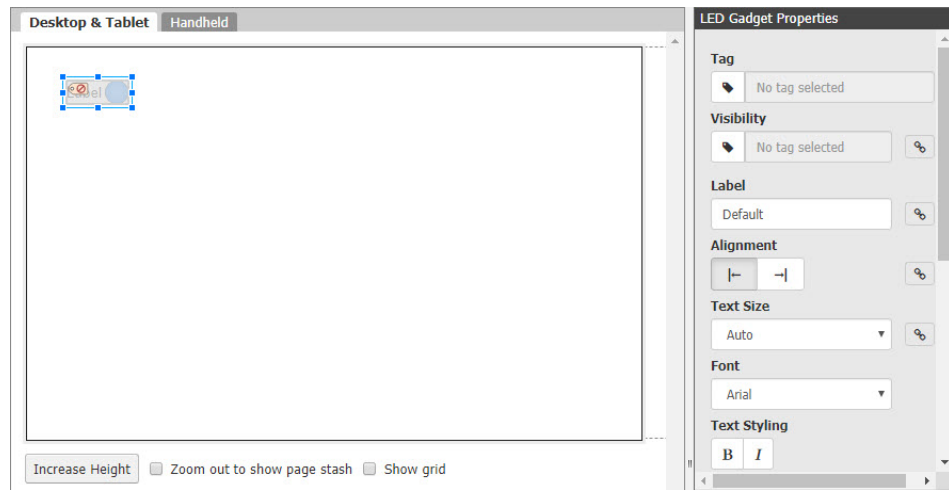 Desktop & Tablet Handheld
Label
Increase Height Zoom out to show page stash Show grid
LED Gadget Properties
Tag
No tag selected
Visibility
No tag selected
Label
Default
Alignment
Text Size
Auto
Font
Arial
Text Styling
B I